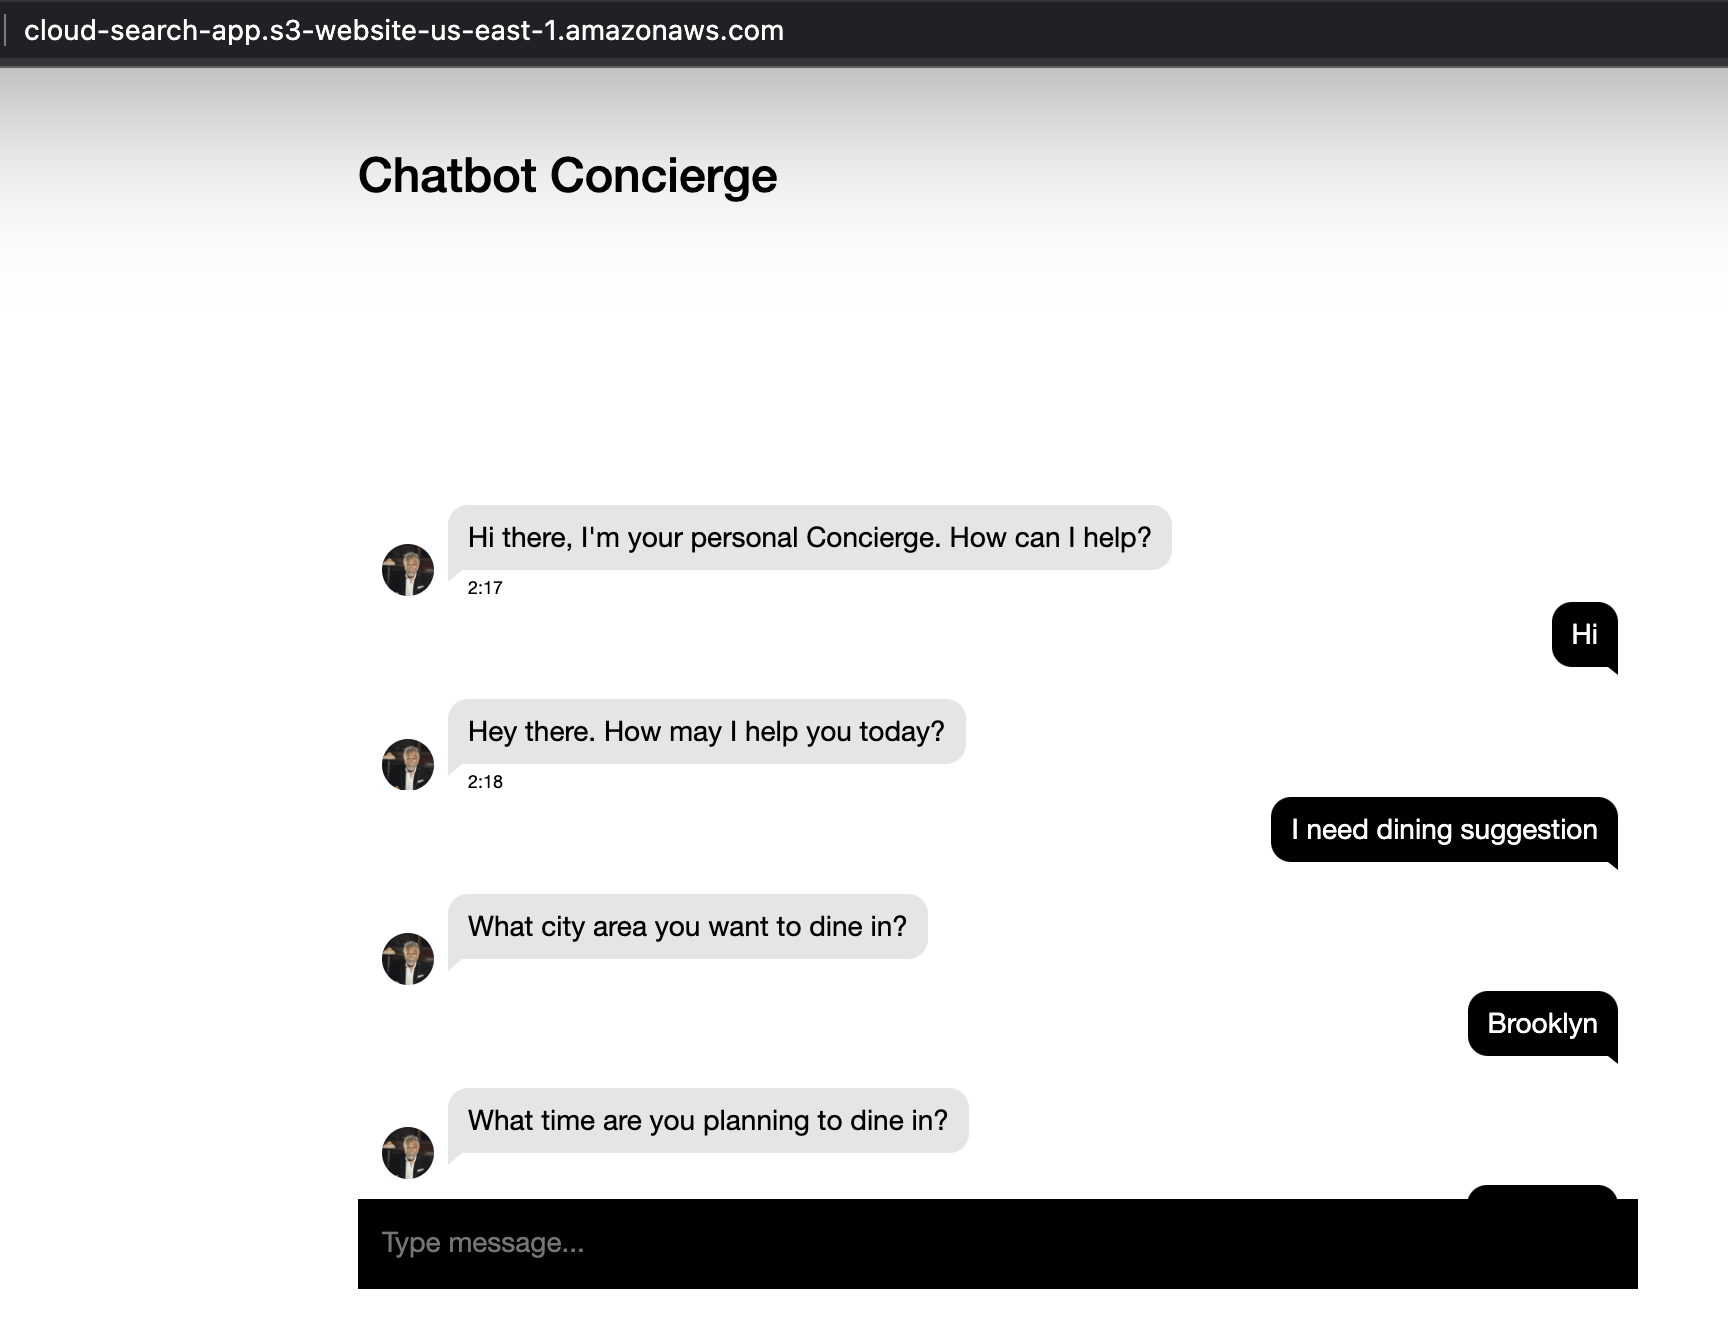 cloud-search-app.s3-website-us-east-1.amazonaws.com
Chatbot Concierge
Hi there, I'm your personal Concierge. How can I help?
2:17
Hi
Hey there. How may I help you today?
2:18
I need dining suggestion
What city area you want to dine in?
Brooklyn
What time are you planning to dine in?
Type message...